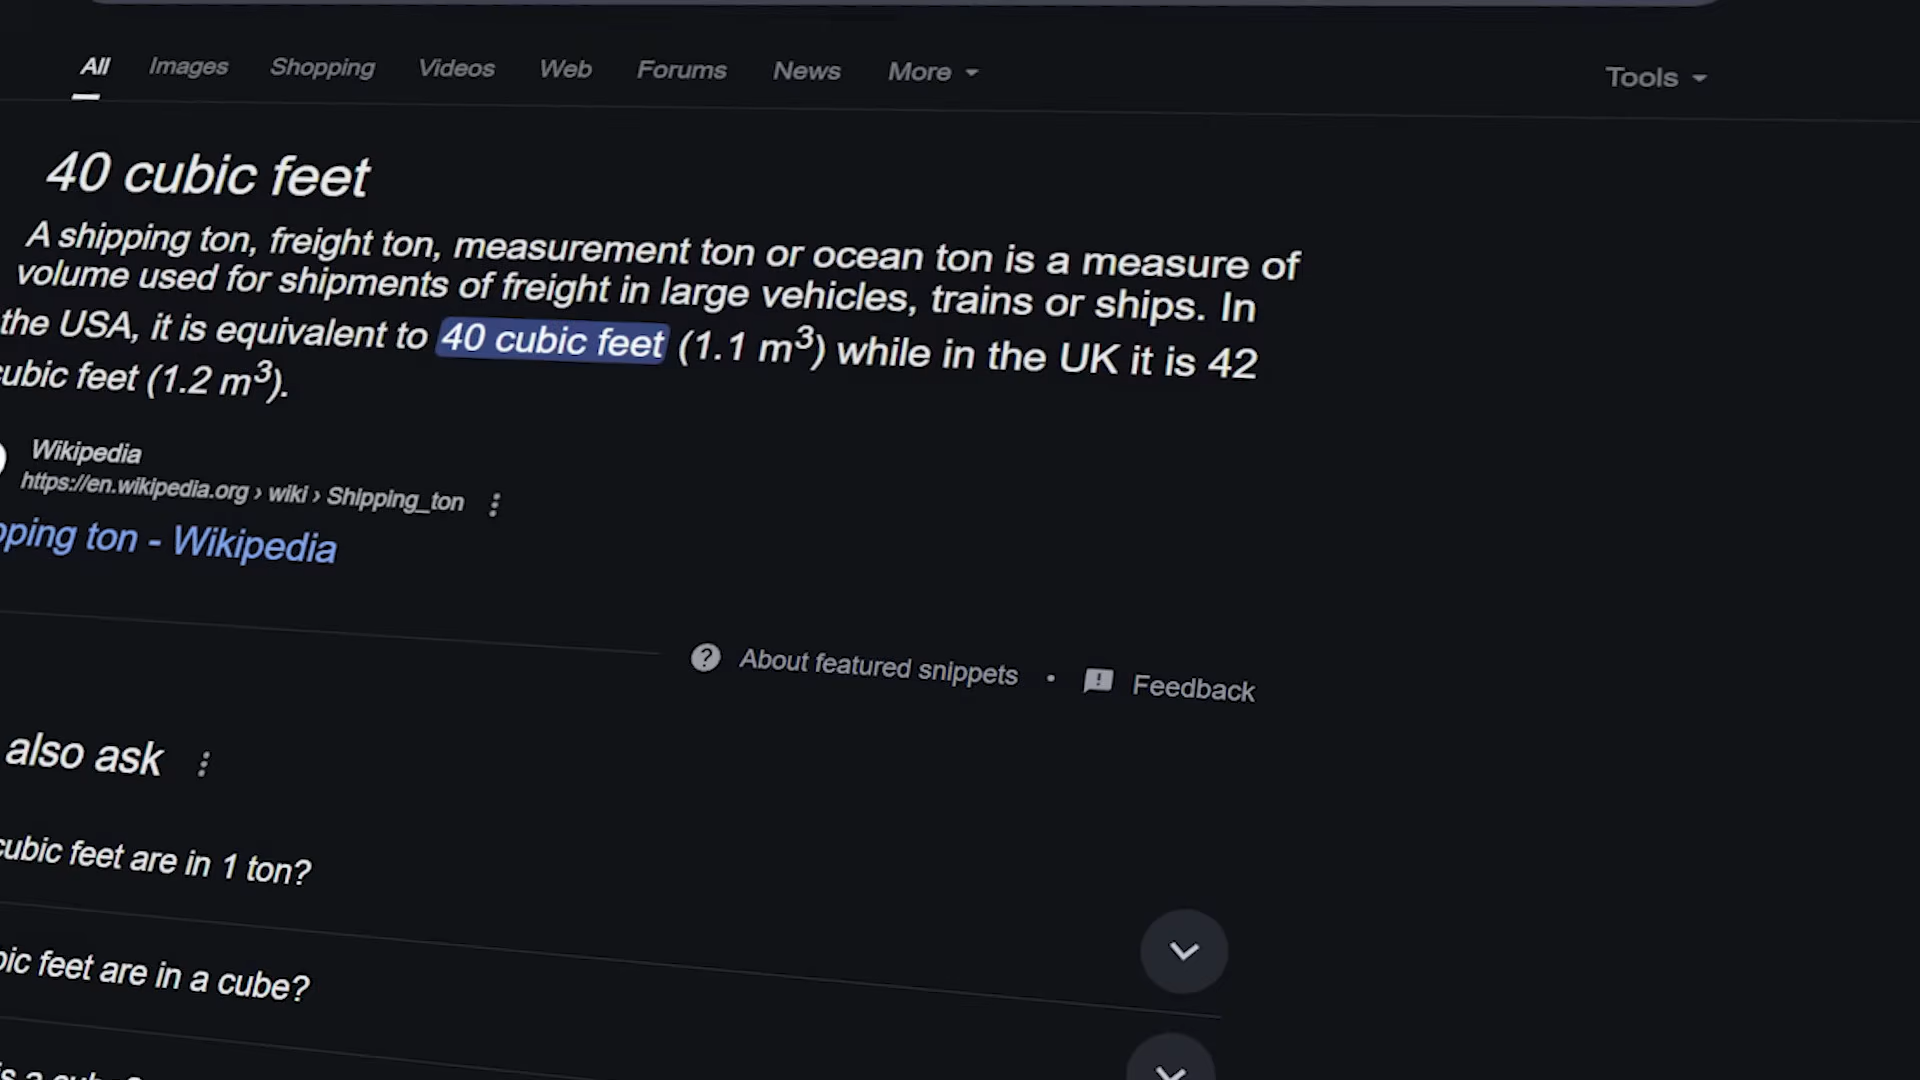 All Images Shopping Videos Web Forums News More Tools
40 cubic feet
A shipping ton, freight ton, measurement ton or ocean ton is a measure of
volume used for shipments of freight in large vehicles, trains or ships. In
the USA, it is equivalent to 40 cubic feet (1.1 m³) while in the UK it is 42
cubic feet (1.2 m³).
Wikipedia
https://en.wikipedia.org › wiki › Shipping_ton
pping ton - Wikipedia
About featured snippets • Feedback
also ask
cubic feet are in 1 ton?
bic feet are in a cube?